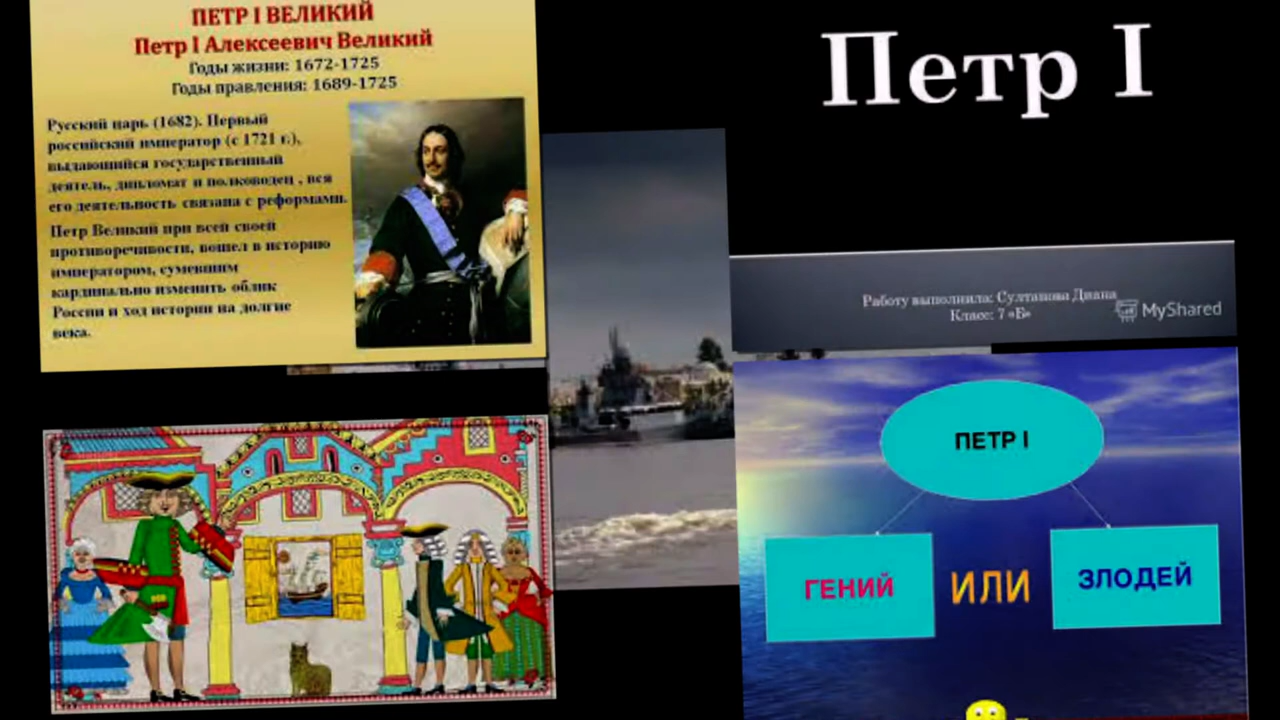 ПЕТР I ВЕЛИКИЙ
Петр I Алексеевич Великий
Годы жизни: 1672-1725
Годы правления: 1689-1725
Русский царь (1682). Первый
российский император (с 1721 г.),
выдающийся государственный
деятель, дипломат и полководец , вся
его деятельность связана с реформами.
Петр Великий при всей своей
противоречивости, вошел в историю
императором, сумевшим
кардинально изменить облик
России и ход истории на долгие
века.
Петр I
Работу выполнила: Султанова Диана
Класс: 7 «Б»
MyShared
ПЕТР I
ГЕНИЙ
ИЛИ
ЗЛОДЕЙ